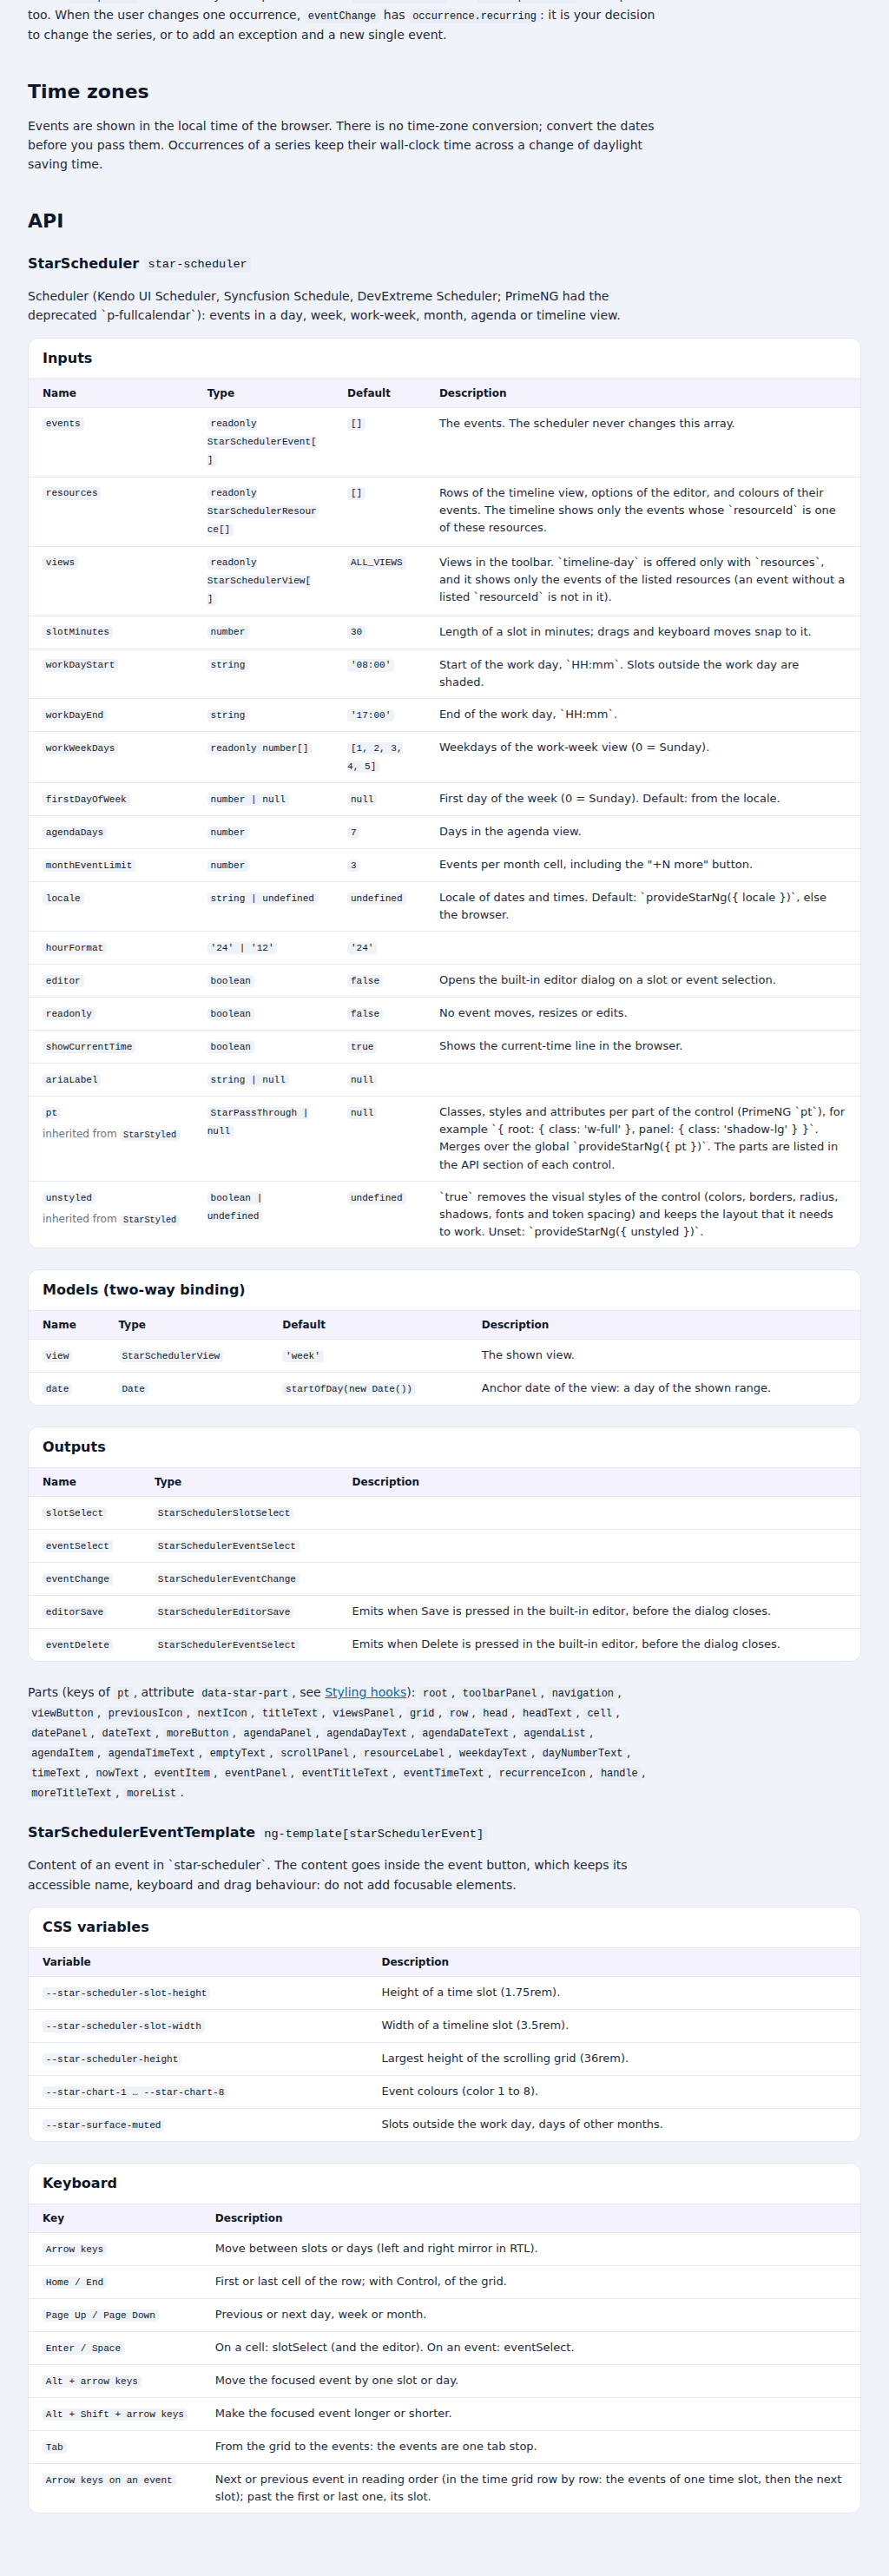 too. When the user changes one occurrence, eventChange has occurrence.recurring : it is your decision
to change the series, or to add an exception and a new single event.
Time zones
Events are shown in the local time of the browser. There is no time-zone conversion; convert the dates
before you pass them. Occurrences of a series keep their wall-clock time across a change of daylight
saving time.
API
StarScheduler star-scheduler
Scheduler (Kendo UI Scheduler, Syncfusion Schedule, DevExtreme Scheduler; PrimeNG had the
deprecated `p-fullcalendar`): events in a day, week, work-week, month, agenda or timeline view.
Inputs
Name Type Default Description
events readonly [] The events. The scheduler never changes this array.
StarSchedulerEvent[
]
resources readonly [] Rows of the timeline view, options of the editor, and colours of their
StarSchedulerResour events. The timeline shows only the events whose `resourceId` is one
ce[] of these resources.
views readonly ALL_VIEWS Views in the toolbar. `timeline-day` is offered only with `resources`,
StarSchedulerView[ and it shows only the events of the listed resources (an event without a
] listed `resourceId` is not in it).
slotMinutes number 30 Length of a slot in minutes; drags and keyboard moves snap to it.
workDayStart string '08:00' Start of the work day, `HH:mm`. Slots outside the work day are
shaded.
workDayEnd string '17:00' End of the work day, `HH:mm`.
workWeekDays readonly number[] [1, 2, 3, Weekdays of the work-week view (0 = Sunday).
4, 5]
firstDayOfWeek number | null null First day of the week (0 = Sunday). Default: from the locale.
agendaDays number 7 Days in the agenda view.
monthEventLimit number 3 Events per month cell, including the "+N more" button.
locale string | undefined undefined Locale of dates and times. Default: `provideStarNg({ locale })`, else
the browser.
hourFormat '24' | '12' '24'
editor boolean false Opens the built-in editor dialog on a slot or event selection.
readonly boolean false No event moves, resizes or edits.
showCurrentTime boolean true Shows the current-time line in the browser.
ariaLabel string | null null
pt StarPassThrough | null Classes, styles and attributes per part of the control (PrimeNG `pt`), for
inherited from StarStyled null example `{ root: { class: 'w-full' }, panel: { class: 'shadow-lg' } }`.
Merges over the global `provideStarNg({ pt })`. The parts are listed in
the API section of each control.
unstyled boolean | undefined `true` removes the visual styles of the control (colors, borders, radius,
inherited from StarStyled undefined shadows, fonts and token spacing) and keeps the layout that it needs
to work. Unset: `provideStarNg({ unstyled })`.
Models (two-way binding)
Name Type Default Description
view StarSchedulerView 'week' The shown view.
date Date startOfDay(new Date()) Anchor date of the view: a day of the shown range.
Outputs
Name Type Description
slotSelect StarSchedulerSlotSelect
eventSelect StarSchedulerEventSelect
eventChange StarSchedulerEventChange
editorSave StarSchedulerEditorSave Emits when Save is pressed in the built-in editor, before the dialog closes.
eventDelete StarSchedulerEventSelect Emits when Delete is pressed in the built-in editor, before the dialog closes.
Parts (keys of pt , attribute data-star-part , see Styling hooks): root , toolbarPanel , navigation ,
viewButton , previousIcon , nextIcon , titleText , viewsPanel , grid , row , head , headText , cell ,
datePanel , dateText , moreButton , agendaPanel , agendaDayText , agendaDateText , agendaList ,
agendaItem , agendaTimeText , emptyText , scrollPanel , resourceLabel , weekdayText , dayNumberText ,
timeText , nowText , eventItem , eventPanel , eventTitleText , eventTimeText , recurrenceIcon , handle ,
moreTitleText , moreList .
StarSchedulerEventTemplate ng-template[starSchedulerEvent]
Content of an event in `star-scheduler`. The content goes inside the event button, which keeps its
accessible name, keyboard and drag behaviour: do not add focusable elements.
CSS variables
Variable Description
--star-scheduler-slot-height Height of a time slot (1.75rem).
--star-scheduler-slot-width Width of a timeline slot (3.5rem).
--star-scheduler-height Largest height of the scrolling grid (36rem).
--star-chart-1 … --star-chart-8 Event colours (color 1 to 8).
--star-surface-muted Slots outside the work day, days of other months.
Keyboard
Key Description
Arrow keys Move between slots or days (left and right mirror in RTL).
Home / End First or last cell of the row; with Control, of the grid.
Page Up / Page Down Previous or next day, week or month.
Enter / Space On a cell: slotSelect (and the editor). On an event: eventSelect.
Alt + arrow keys Move the focused event by one slot or day.
Alt + Shift + arrow keys Make the focused event longer or shorter.
Tab From the grid to the events: the events are one tab stop.
Arrow keys on an event Next or previous event in reading order (in the time grid row by row: the events of one time slot, then the next
slot); past the first or last one, its slot.